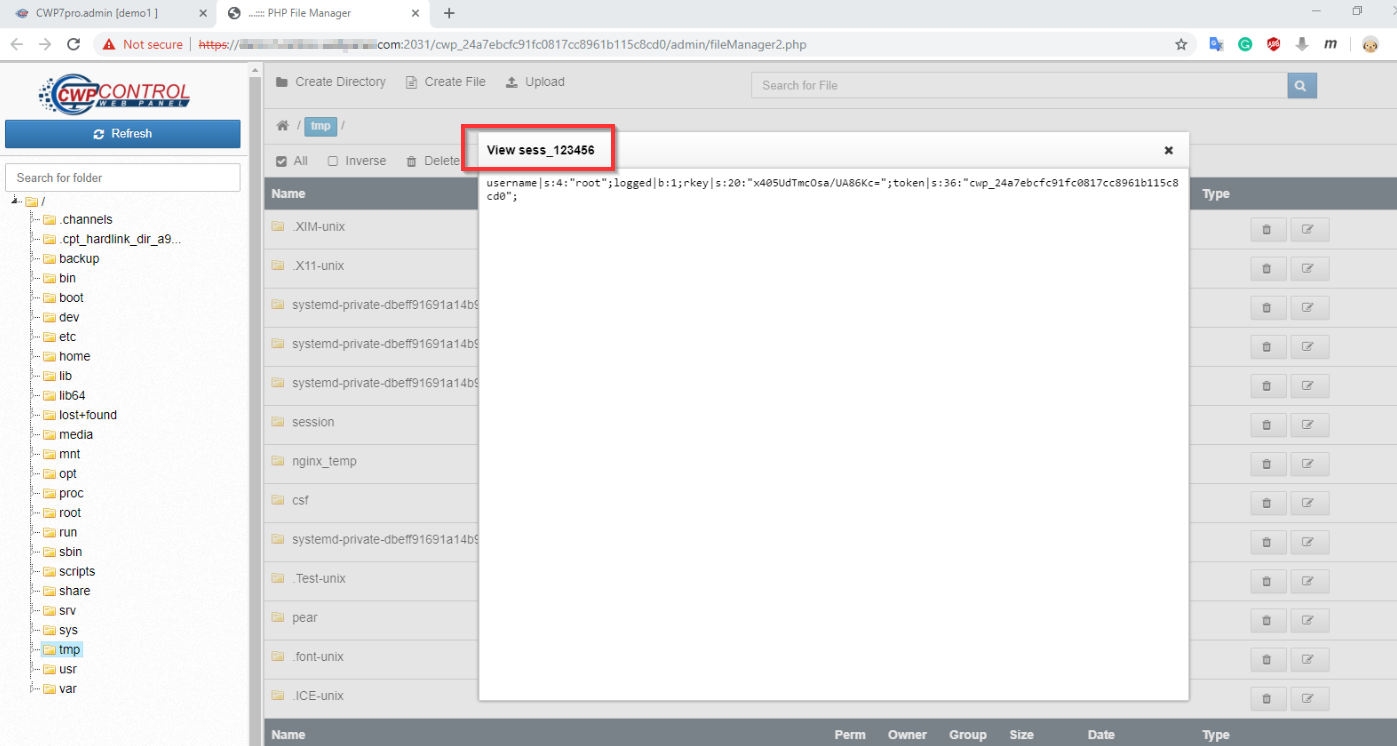 CWP7pro.admin [demo1 ]
...:::: PHP File Manager
Not secure
https://
com:2031/cwp_24a7ebcfc91fc0817cc8961b115c8cd0/admin/fileManager2.php
CWPCONTROL
WEB PANEL
Refresh
Search for folder
/
.channels
.cpt_hardlink_dir_a9...
backup
bin
boot
dev
etc
home
lib
lib64
lost+found
media
mnt
opt
proc
root
run
sbin
scripts
share
srv
sys
tmp
usr
var
Create Directory
Create File
Upload
Search for File
/ tmp /
All
Inverse
Delete
Name
Type
.XIM-unix
.X11-unix
systemd-private-dbeff91691a14b9
systemd-private-dbeff91691a14b9
systemd-private-dbeff91691a14b9
session
nginx_temp
csf
systemd-private-dbeff91691a14b9
.Test-unix
pear
.font-unix
.ICE-unix
View sess_123456
username|s:4:"root";logged|b:1;rkey|s:20:"x405UdTmcOsa/UA86Kc=";token|s:36:"cwp_24a7ebcfc91fc0817cc8961b115c8
cd0";
Name Perm Owner Group Size Date Type